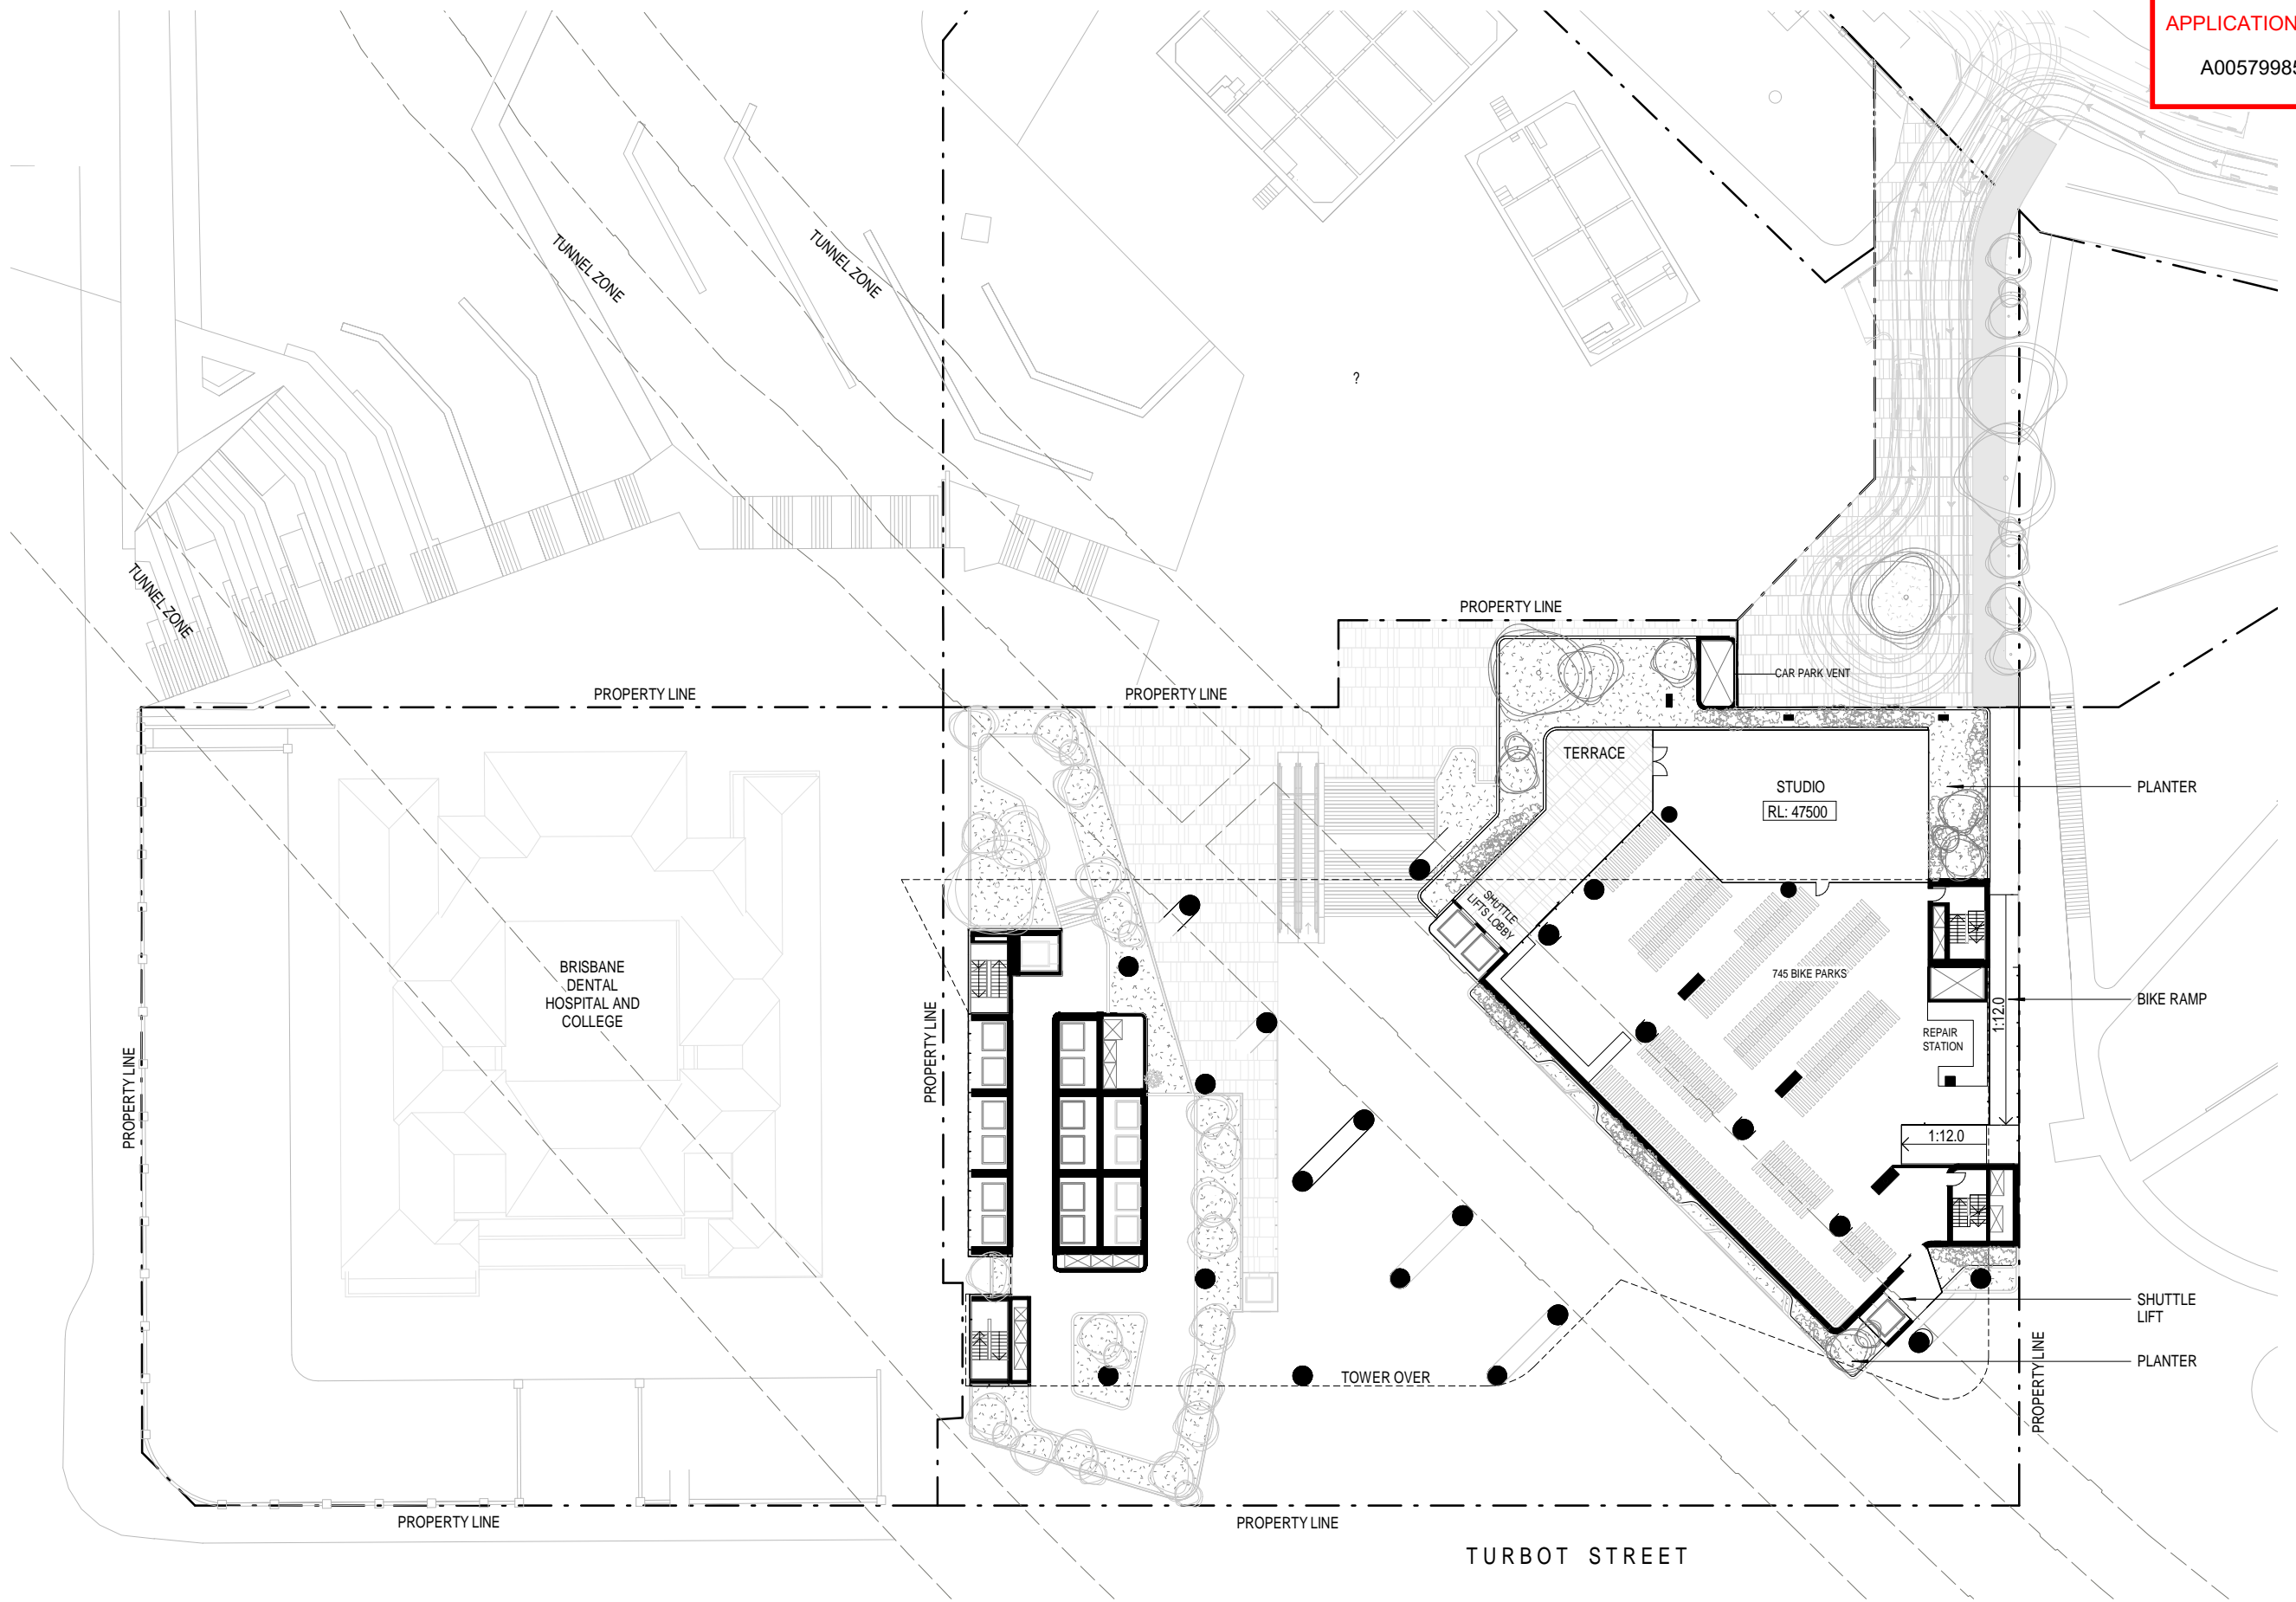 APPLICATION
A00579985
TUNNEL ZONE
TUNNEL ZONE
?
TUNNEL ZONE
PROPERTY LINE
PROPERTY LINE
PROPERTY LINE
CAR PARK VENT
TERRACE
STUDIO
RL: 47500
PLANTER
SHUTTLE
LIFTS LOBBY
745 BIKE PARKS
BRISBANE
DENTAL
HOSPITAL AND
COLLEGE
BIKE RAMP
1:12.0
REPAIR
STATION
PROPERTY LINE
PROPERTY LINE
1:12.0
SHUTTLE
LIFT
PLANTER
PROPERTY LINE
TOWER OVER
PROPERTY LINE
PROPERTY LINE
TURBOT STREET